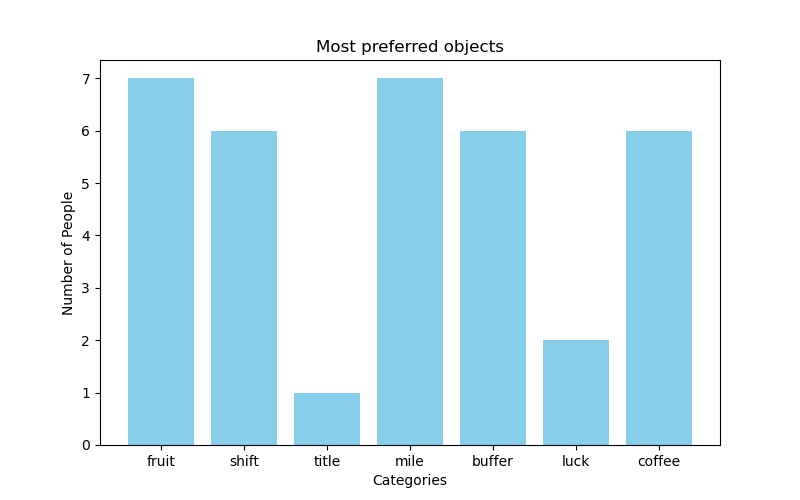 Most preferred objects
7
6
5
4
3
2
1
0
Number of People
fruit shift title mile buffer luck coffee
Categories